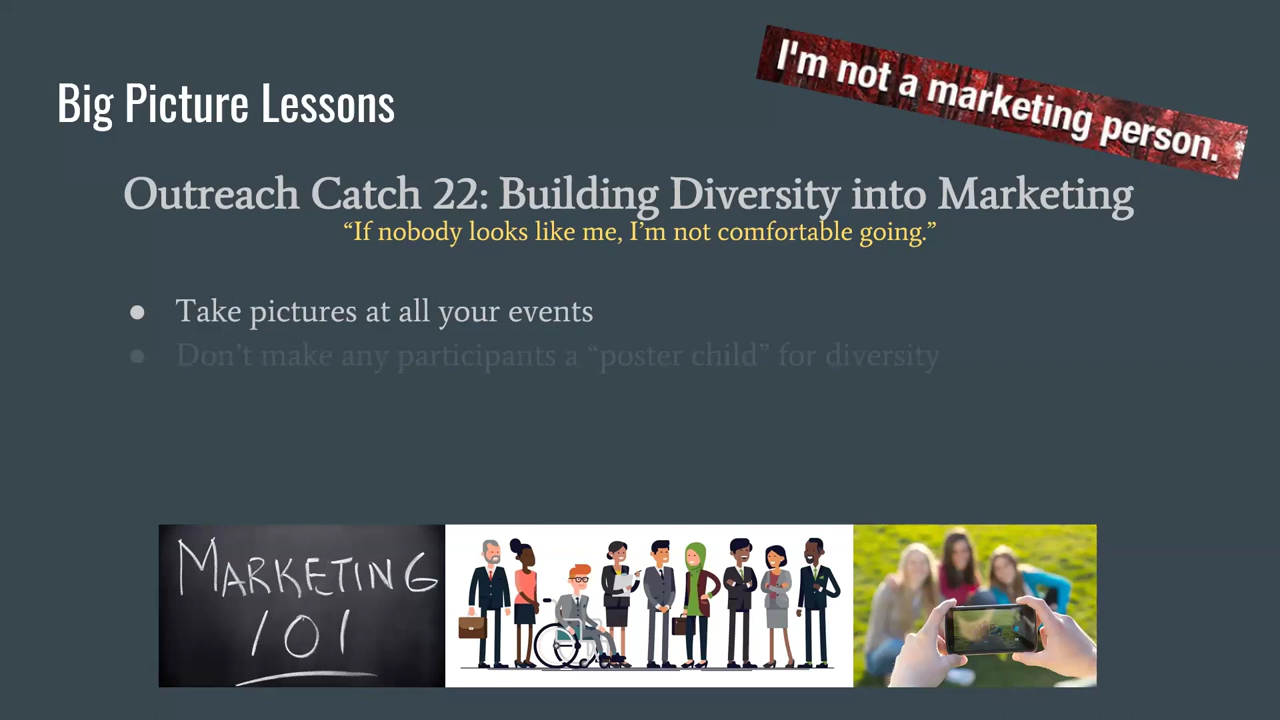 I'm not a marketing person.
Big Picture Lessons
Outreach Catch 22: Building Diversity into Marketing
“If nobody looks like me, I’m not comfortable going.”
● Take pictures at all your events
● Don’t make any participants a “poster child” for diversity
MARKETING
101